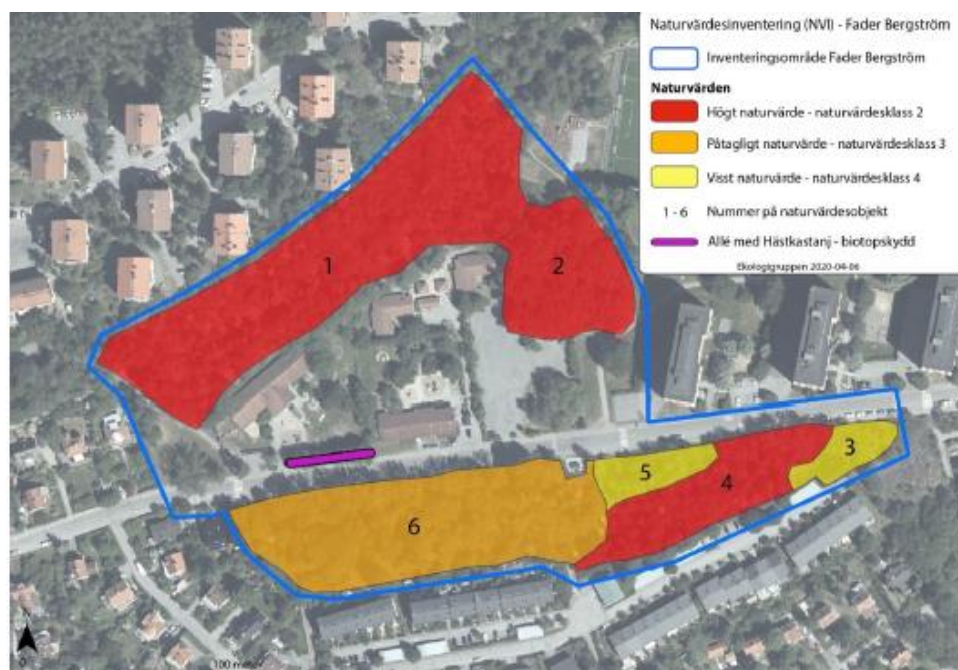 Naturvärdesinventering (NVI) - Fader Bergström
Inventeringsområde Fader Bergström
Naturvärden
Högt naturvärde - naturvärdesklass 2
Påtagligt naturvärde - naturvärdesklass 3
Visst naturvärde - naturvärdesklass 4
1 - 6 Nummer på naturvärdesobjekt
Allé med Hästkastanj - biotopskydd
Ekologigruppen 2020-04-06
1
2
3
5
4
6
0 100 meter